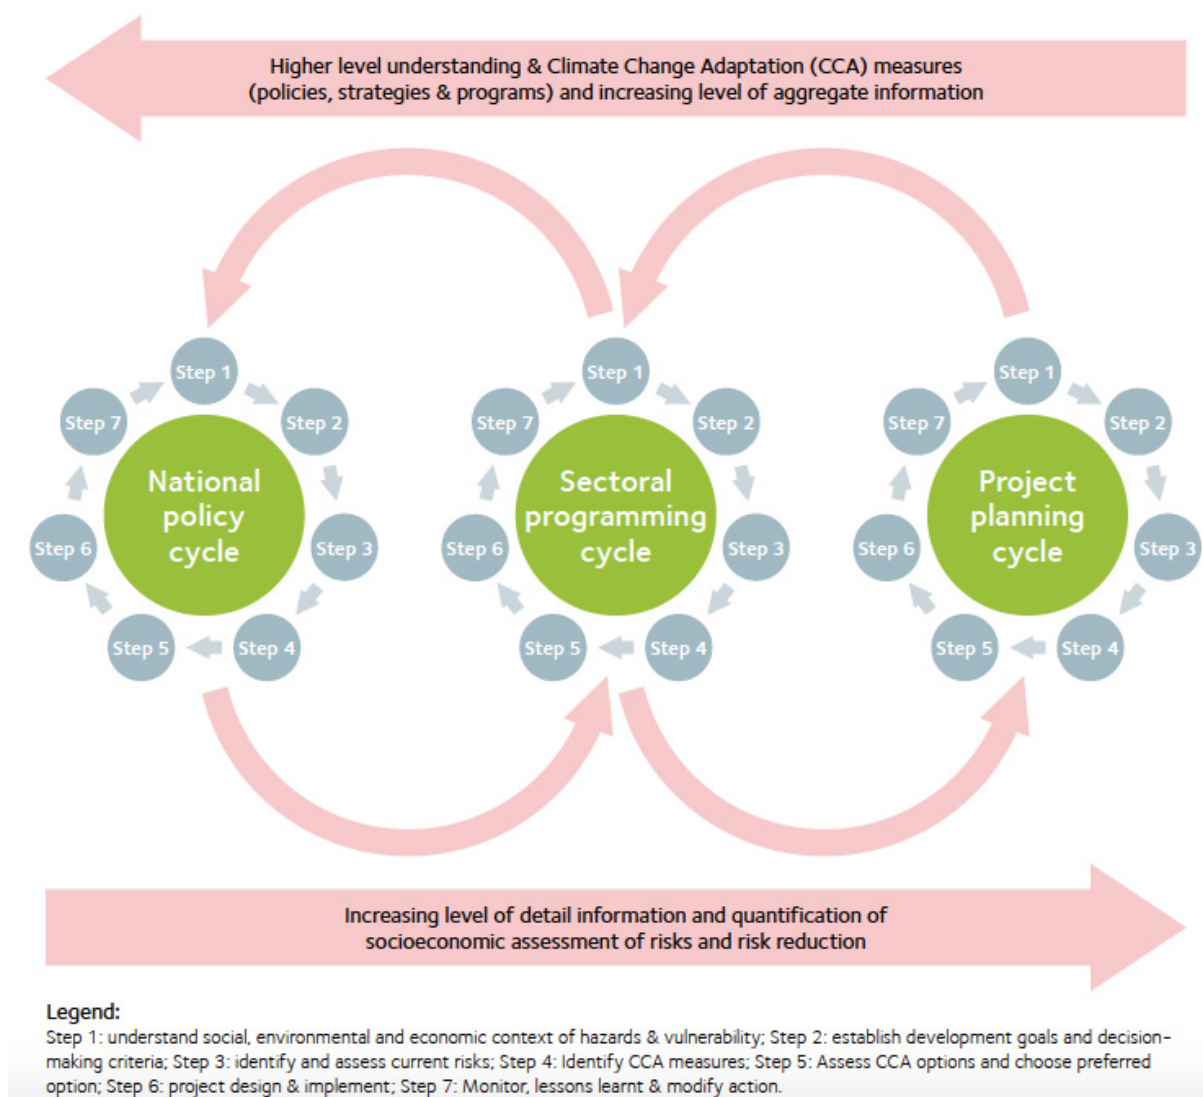 Higher level understanding & Climate Change Adaptation (CCA) measures
(policies, strategies & programs) and increasing level of aggregate information
Step 1
Step 2
Step 3
Step 4
Step 5
Step 6
Step 7
National
policy
cycle
Step 1
Step 2
Step 3
Step 4
Step 5
Step 6
Step 7
Sectoral
programming
cycle
Step 1
Step 2
Step 3
Step 4
Step 5
Step 6
Step 7
Project
planning
cycle
Increasing level of detail information and quantification of
socioeconomic assessment of risks and risk reduction
Legend:
Step 1: understand social, environmental and economic context of hazards & vulnerability; Step 2: establish development goals and decision-
making criteria; Step 3: identify and assess current risks; Step 4: Identify CCA measures; Step 5: Assess CCA options and choose preferred
option; Step 6: project design & implement; Step 7: Monitor, lessons learnt & modify action.